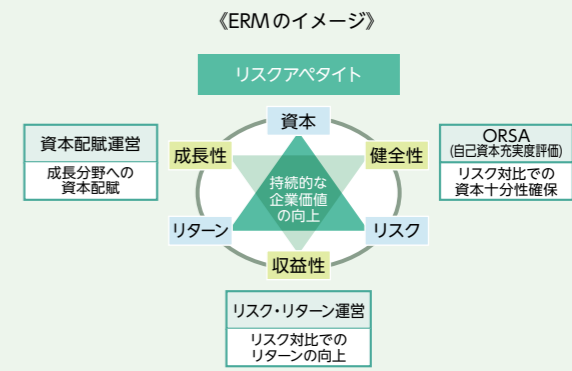 《ERMのイメージ》
リスクアペタイト
資本
資本配賦運営
成長分野への
資本配賦
成長性
健全性
ORSA
(自己資本充実度評価)
リスク対比での
資本十分性確保
持続的な
企業価値
の向上
リターン
リスク
収益性
リスク・リターン運営
リスク対比での
リターンの向上